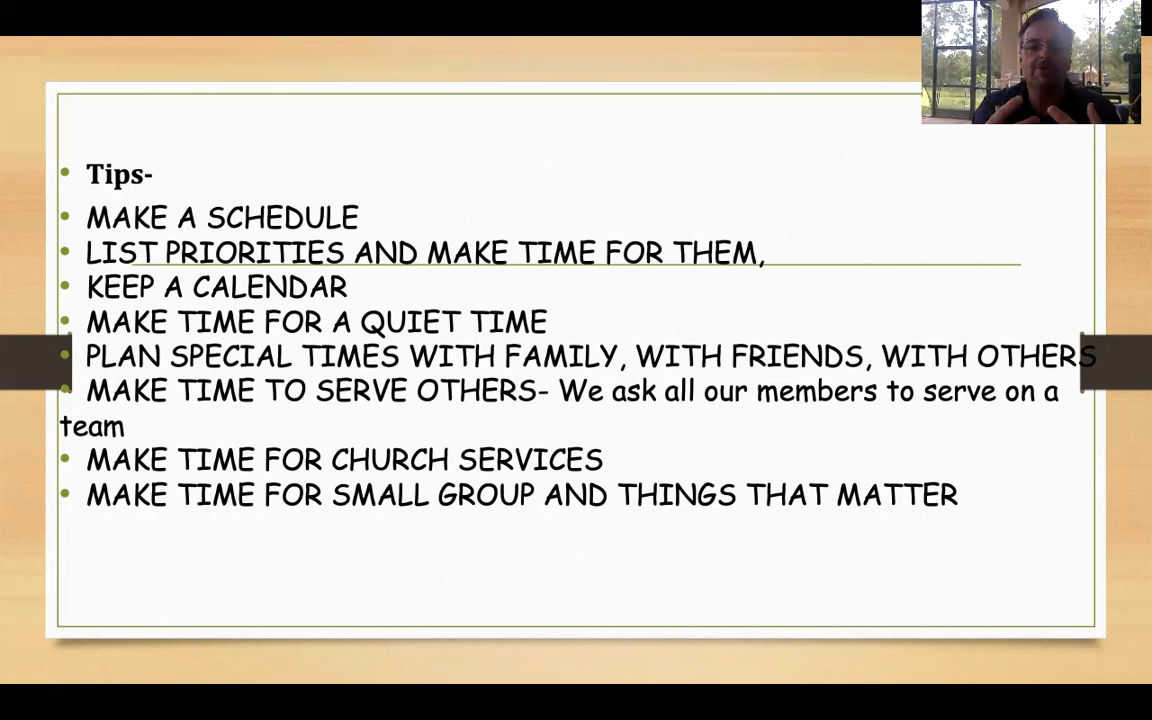 Tips-
MAKE A SCHEDULE
LIST PRIORITIES AND MAKE TIME FOR THEM,
KEEP A CALENDAR
MAKE TIME FOR A QUIET TIME
PLAN SPECIAL TIMES WITH FAMILY, WITH FRIENDS, WITH OTHERS
MAKE TIME TO SERVE OTHERS- We ask all our members to serve on a
team
MAKE TIME FOR CHURCH SERVICES
MAKE TIME FOR SMALL GROUP AND THINGS THAT MATTER